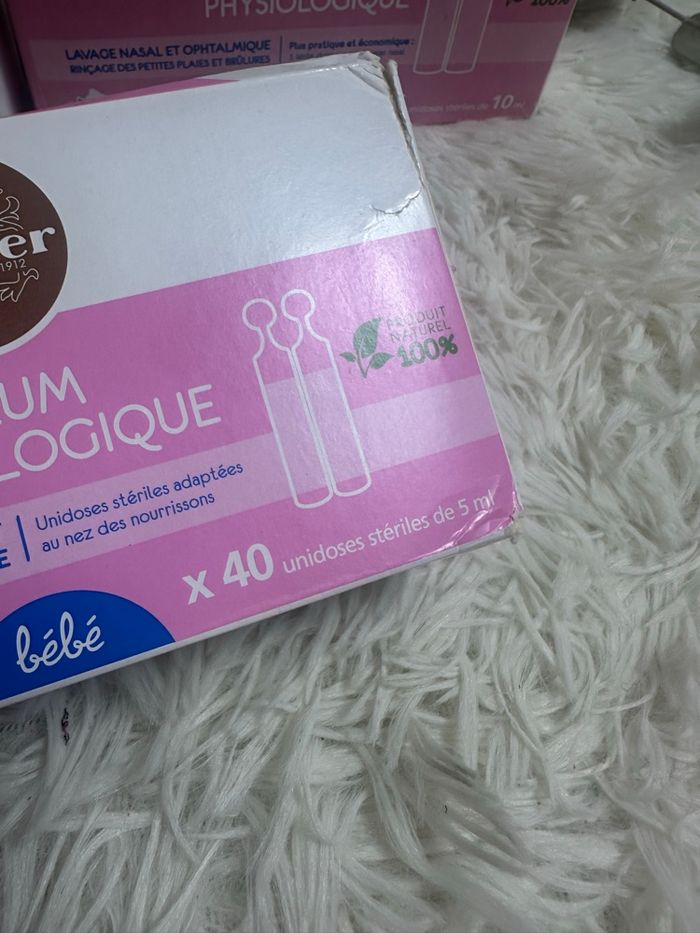 PHYSIOLOGIQUE
100%
LAVAGE NASAL ET OPHTALMIQUE
RINÇAGE DES PETITES PLAIES ET BRÛLURES
Plus pratique et économique :
stériles de 10 ml
er
1912
PRODUIT
NATUREL
100%
UM
LOGIQUE
E
Unidoses stériles adaptées
au nez des nourrissons
x 40 unidoses stériles de 5 ml
bébé